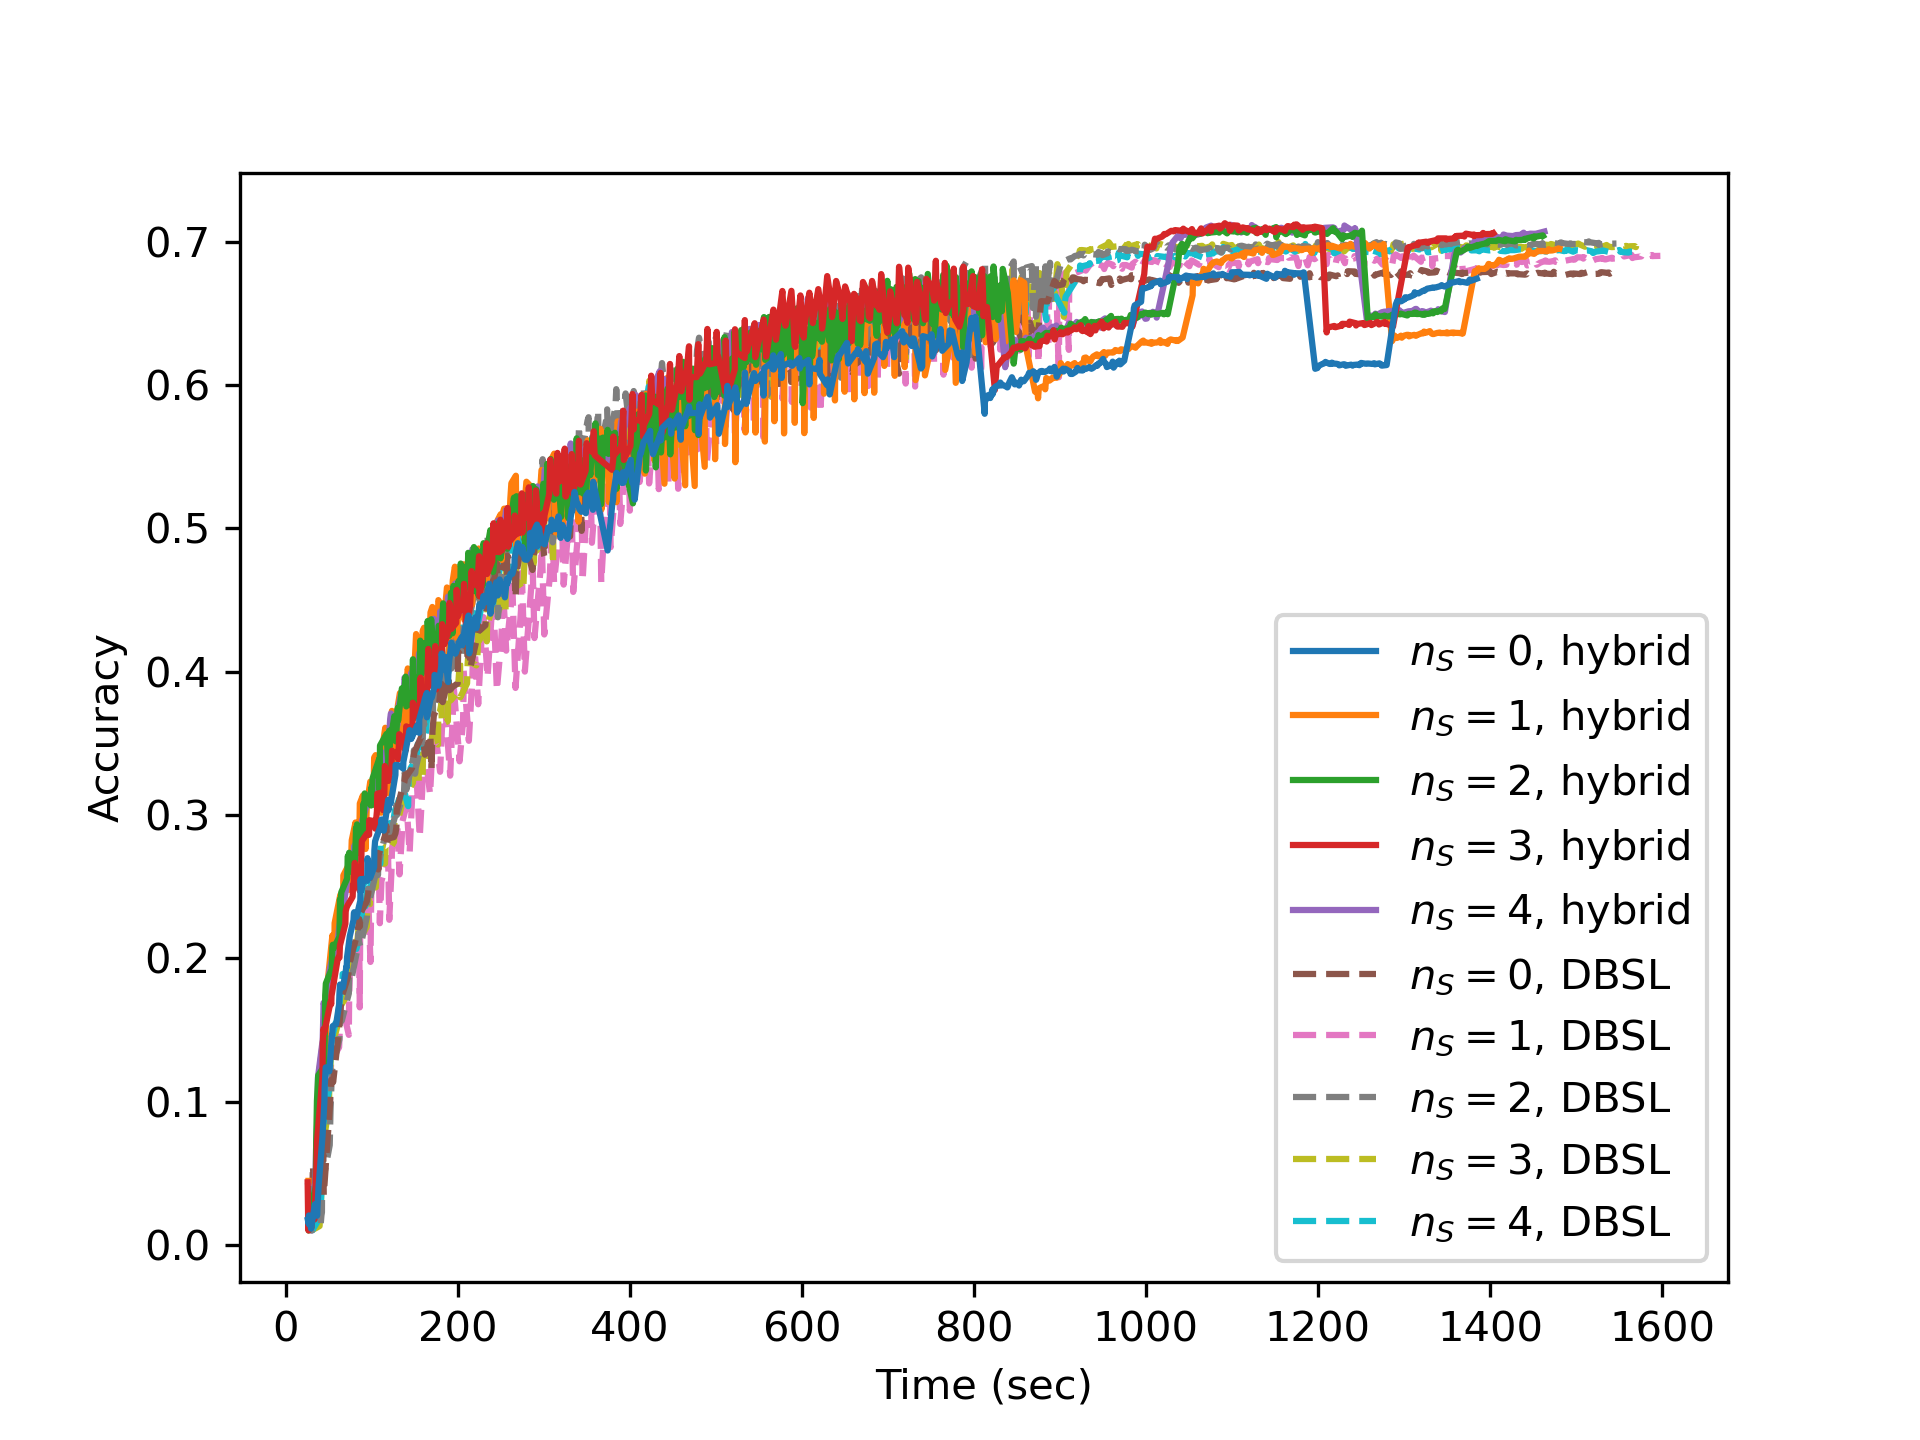 Accuracy
0.7
0.6
0.5
0.4
0.3
0.2
0.1
0.0
0 200 400 600 800 1000 1200 1400 1600
Time (sec)
n_S = 0, hybrid
n_S = 1, hybrid
n_S = 2, hybrid
n_S = 3, hybrid
n_S = 4, hybrid
n_S = 0, DBSL
n_S = 1, DBSL
n_S = 2, DBSL
n_S = 3, DBSL
n_S = 4, DBSL